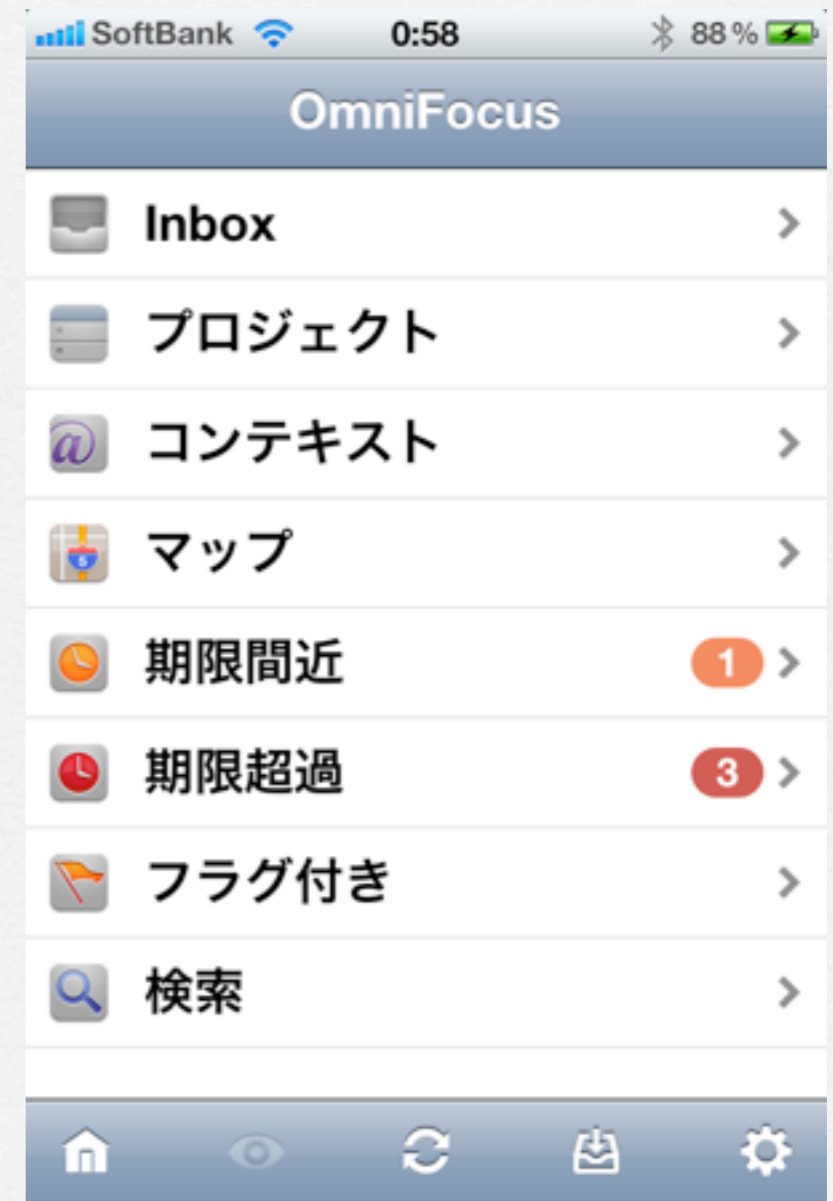 SoftBank 0:58 88%
OmniFocus
Inbox
プロジェクト
@ コンテキスト
マップ
期限間近 1
期限超過 3
フラグ付き
検索